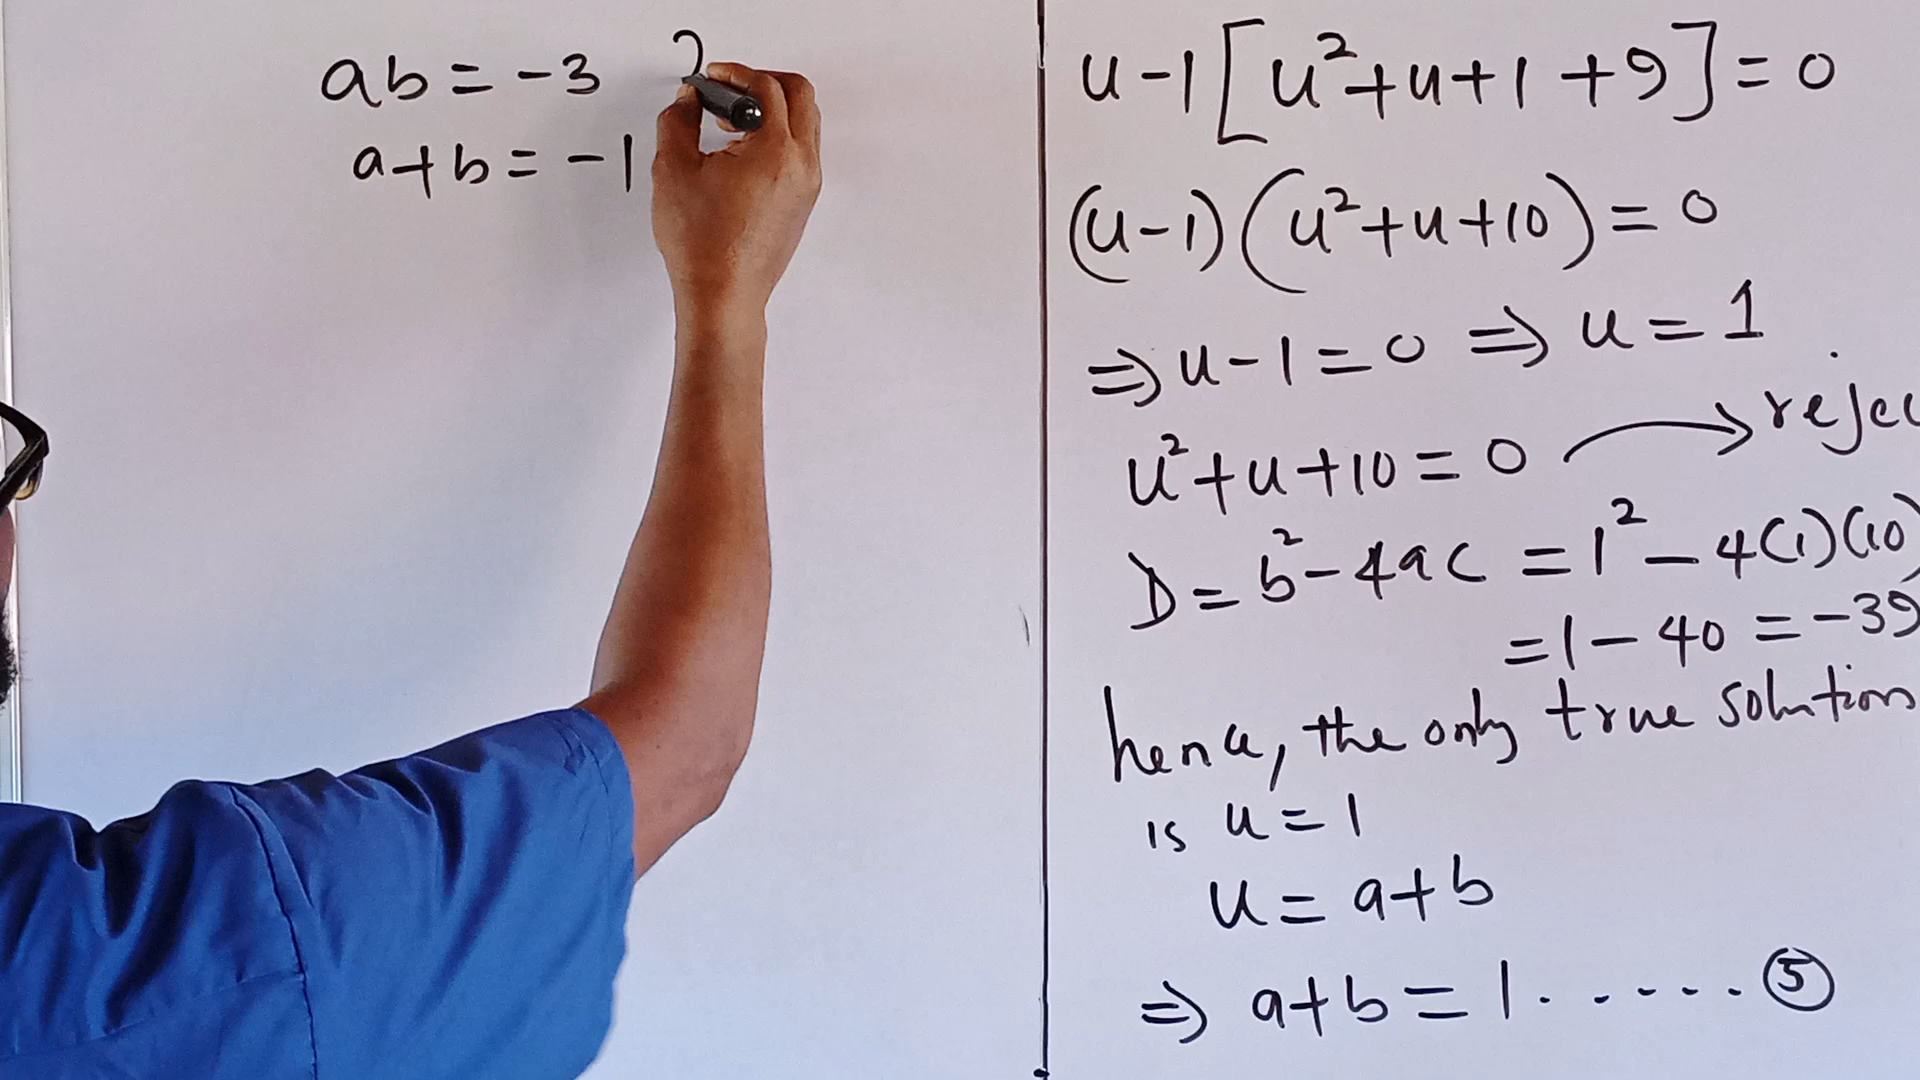 ab = -3
a+b = -1
u-1[u²+u+1+9]=0
(u-1)(u²+u+10)=0
⇒u-1=0 ⇒ u=1
u²+u+10=0
D=b²-4ac =1²-4(1)(10)
=1-40=-39
hence, the only true solution
is u=1
u=a+b
⇒ a+b=1.....⑤